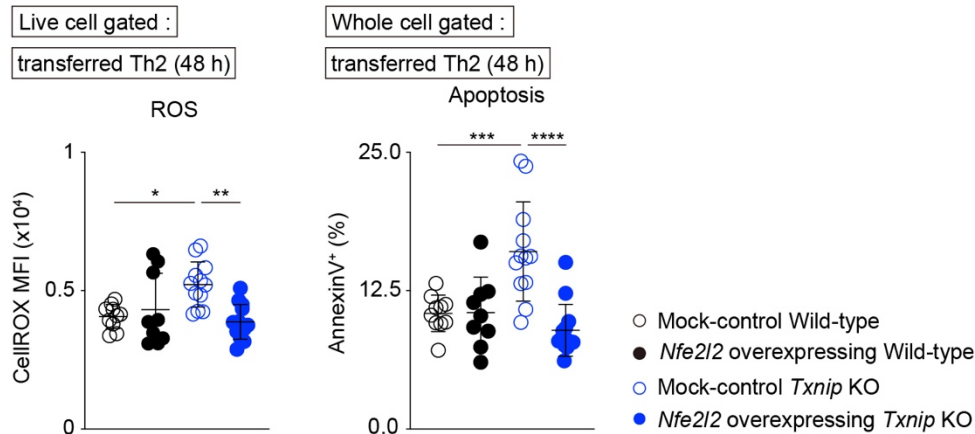 Live cell gated :
transferred Th2 (48 h)
ROS
CellROX MFI (x10⁴)
1
0.5
0
*
**
Whole cell gated :
transferred Th2 (48 h)
Apoptosis
AnnexinV⁺ (%)
25.0
12.5
0.0
***
****
Mock-control Wild-type
Nfe2l2 overexpressing Wild-type
Mock-control Txnip KO
Nfe2l2 overexpressing Txnip KO